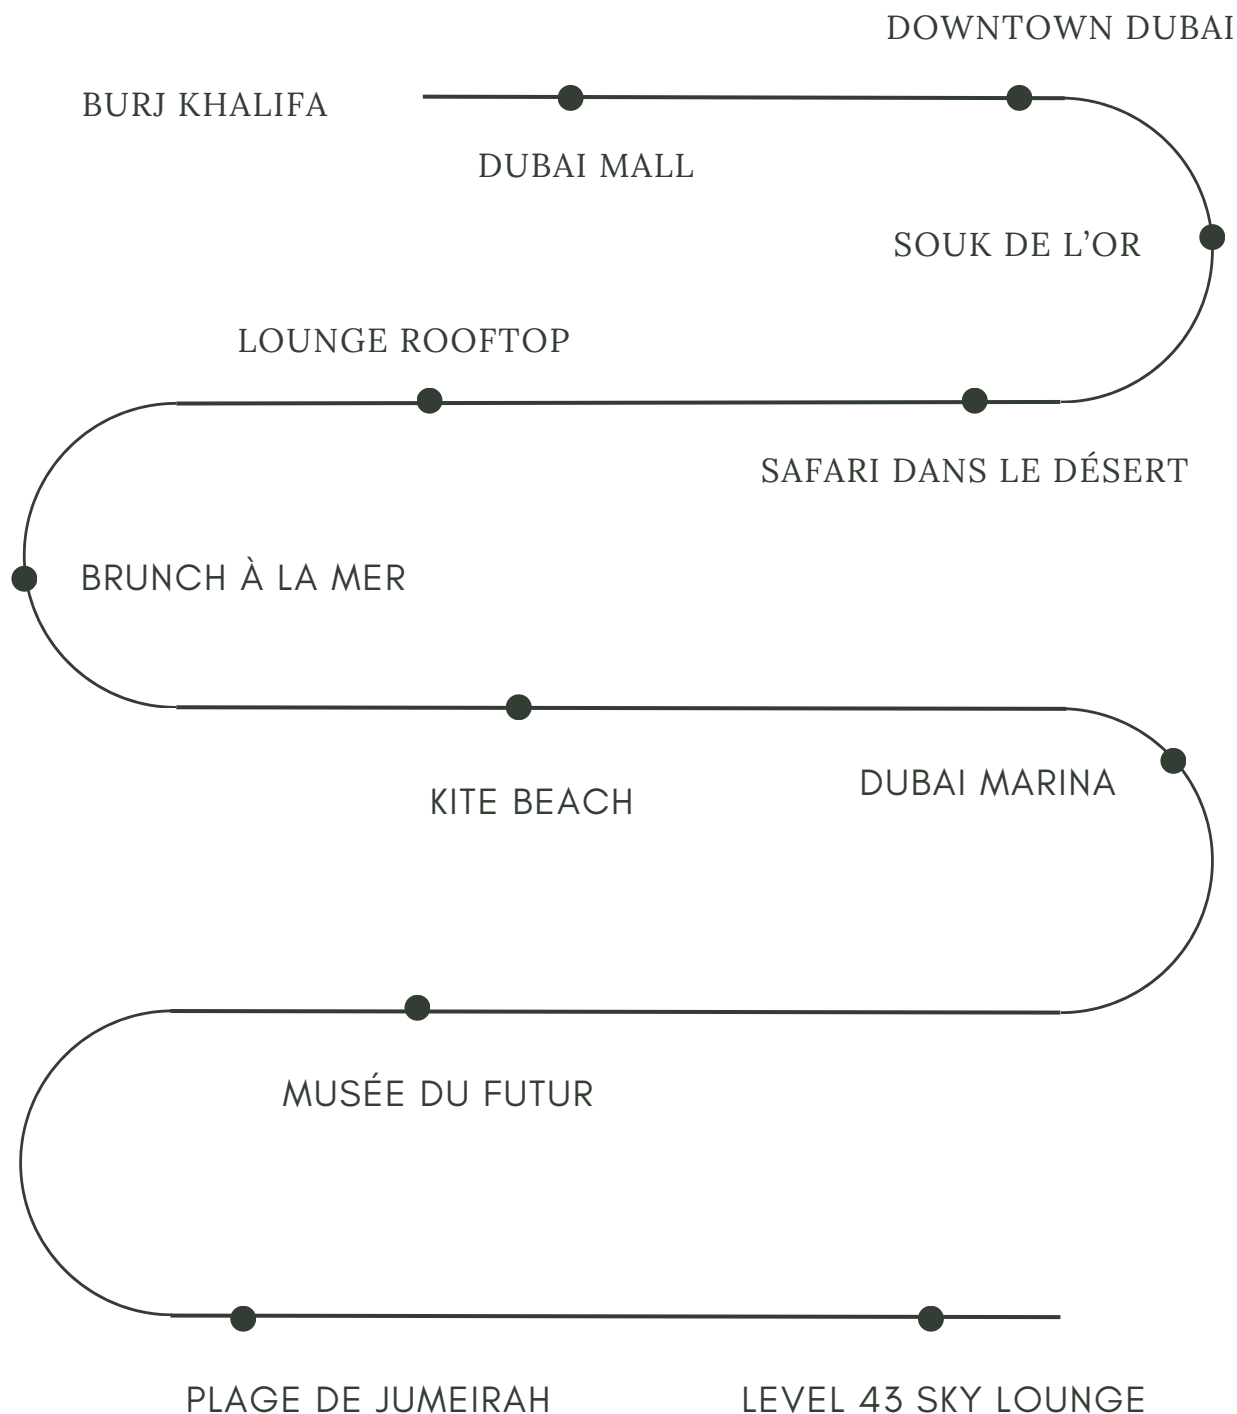 DOWNTOWN DUBAI
BURJ KHALIFA
DUBAI MALL
SOUK DE L’OR
LOUNGE ROOFTOP
SAFARI DANS LE DÉSERT
BRUNCH À LA MER
DUBAI MARINA
KITE BEACH
MUSÉE DU FUTUR
PLAGE DE JUMEIRAH
LEVEL 43 SKY LOUNGE